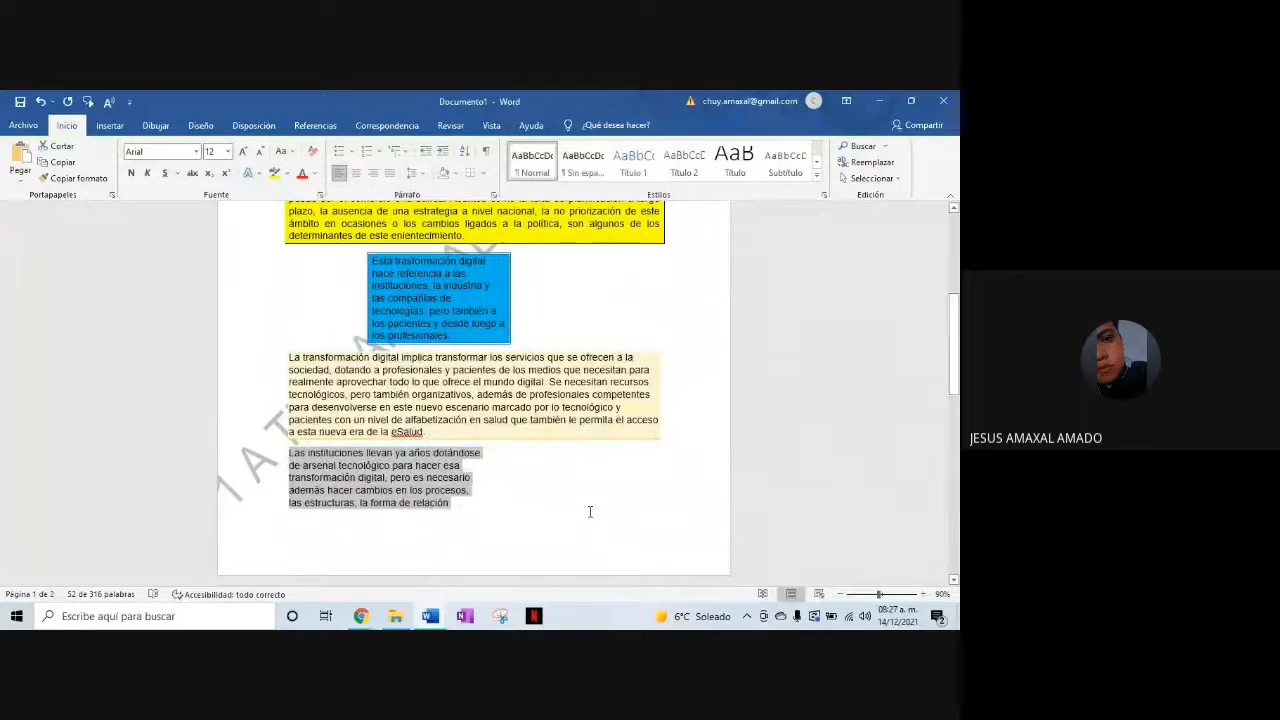 Documento1 - Word
chuy.amaxal@gmail.com
C
Archivo
Inicio
Insertar
Dibujar
Diseño
Disposición
Referencias
Correspondencia
Revisar
Vista
Ayuda
¿Qué desea hacer?
Compartir
Pegar
Cortar
Copiar
Copiar formato
Portapapeles
Arial
12
Fuente
Párrafo
AaBbCcDc
¶ Normal
AaBbCcDc
¶ Sin espa...
AaBbCc
Título 1
AaBbCcD
Título 2
AaB
Título
AaBbCcD
Subtítulo
Estilos
Buscar
Reemplazar
Seleccionar
Edición
plazo, la ausencia de una estrategia a nivel nacional, la no priorización de este
ámbito en ocasiones o los cambios ligados a la política, son algunos de los
determinantes de este enlentecimiento.
Esta trasformación digital
hace referencia a las
instituciones, la industria y
las compañías de
tecnologías, pero también a
los pacientes y desde luego a
los profesionales.
La transformación digital implica transformar los servicios que se ofrecen a la
sociedad, dotando a profesionales y pacientes de los medios que necesitan para
realmente aprovechar todo lo que ofrece el mundo digital. Se necesitan recursos
tecnológicos, pero también organizativos, además de profesionales competentes
para desenvolverse en este nuevo escenario marcado por lo tecnológico y
pacientes con un nivel de alfabetización en salud que también le permita el acceso
a esta nueva era de la eSalud.
Las instituciones llevan ya años dotándose
de arsenal tecnológico para hacer esa
transformación digital, pero es necesario
además hacer cambios en los procesos,
las estructuras, la forma de relación
Página 1 de 2
52 de 316 palabras
Accesibilidad: todo correcto
90%
Escribe aquí para buscar
6°C Soleado
08:27 a. m.
14/12/2021
2
JESUS AMAXAL AMADO